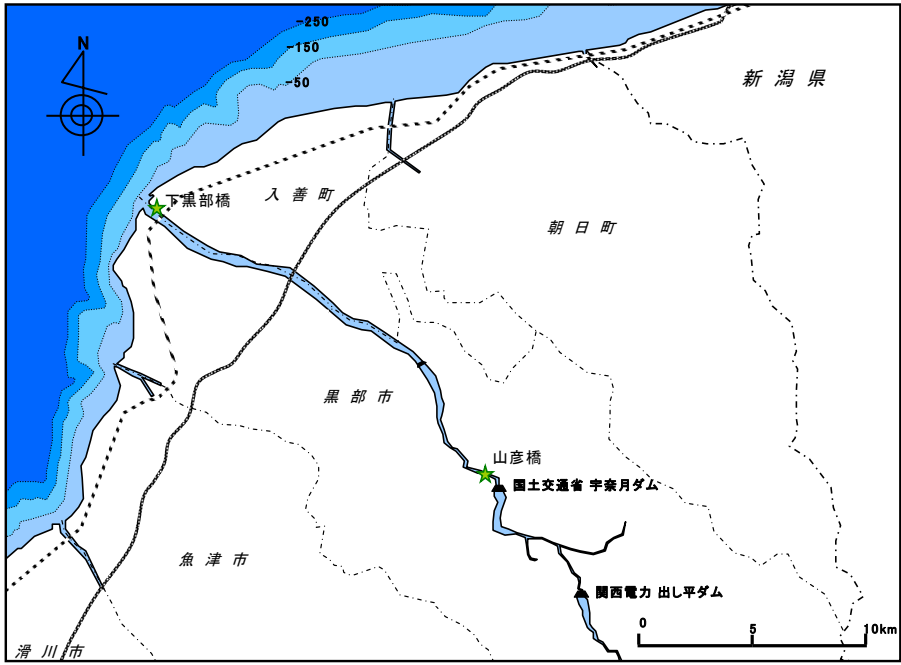 -250
-150
-50
N
新潟県
下黒部橋
入善町
朝日町
黒部市
山彦橋
国土交通省 宇奈月ダム
魚津市
関西電力 出し平ダム
0 5 10km
滑川市